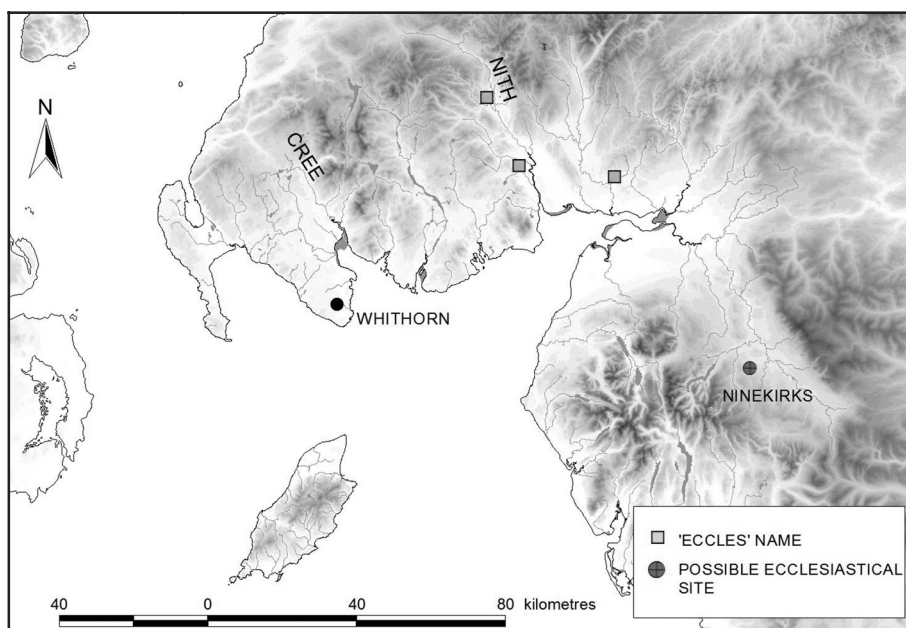 NITH
N
CREE
WHITHORN
NINEKIRKS
'ECCLES' NAME
POSSIBLE ECCLESIASTICAL
SITE
40 0 40 80 kilometres